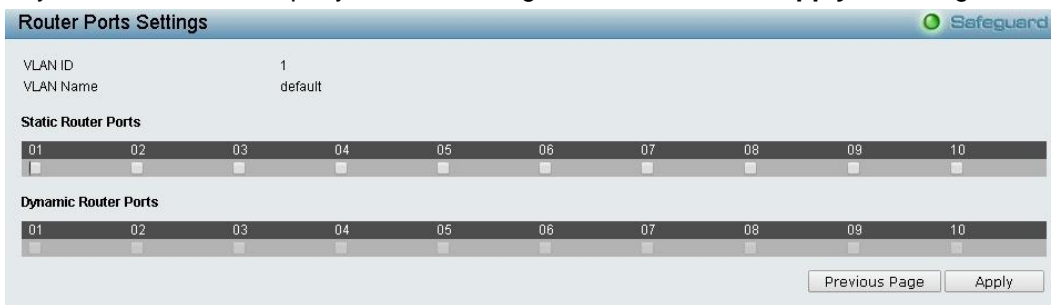 Apply
Router Ports Settings
Safeguard
VLAN ID 1
VLAN Name default
Static Router Ports
01 02 03 04 05 06 07 08 09 10
Dynamic Router Ports
01 02 03 04 05 06 07 08 09 10
Previous Page Apply